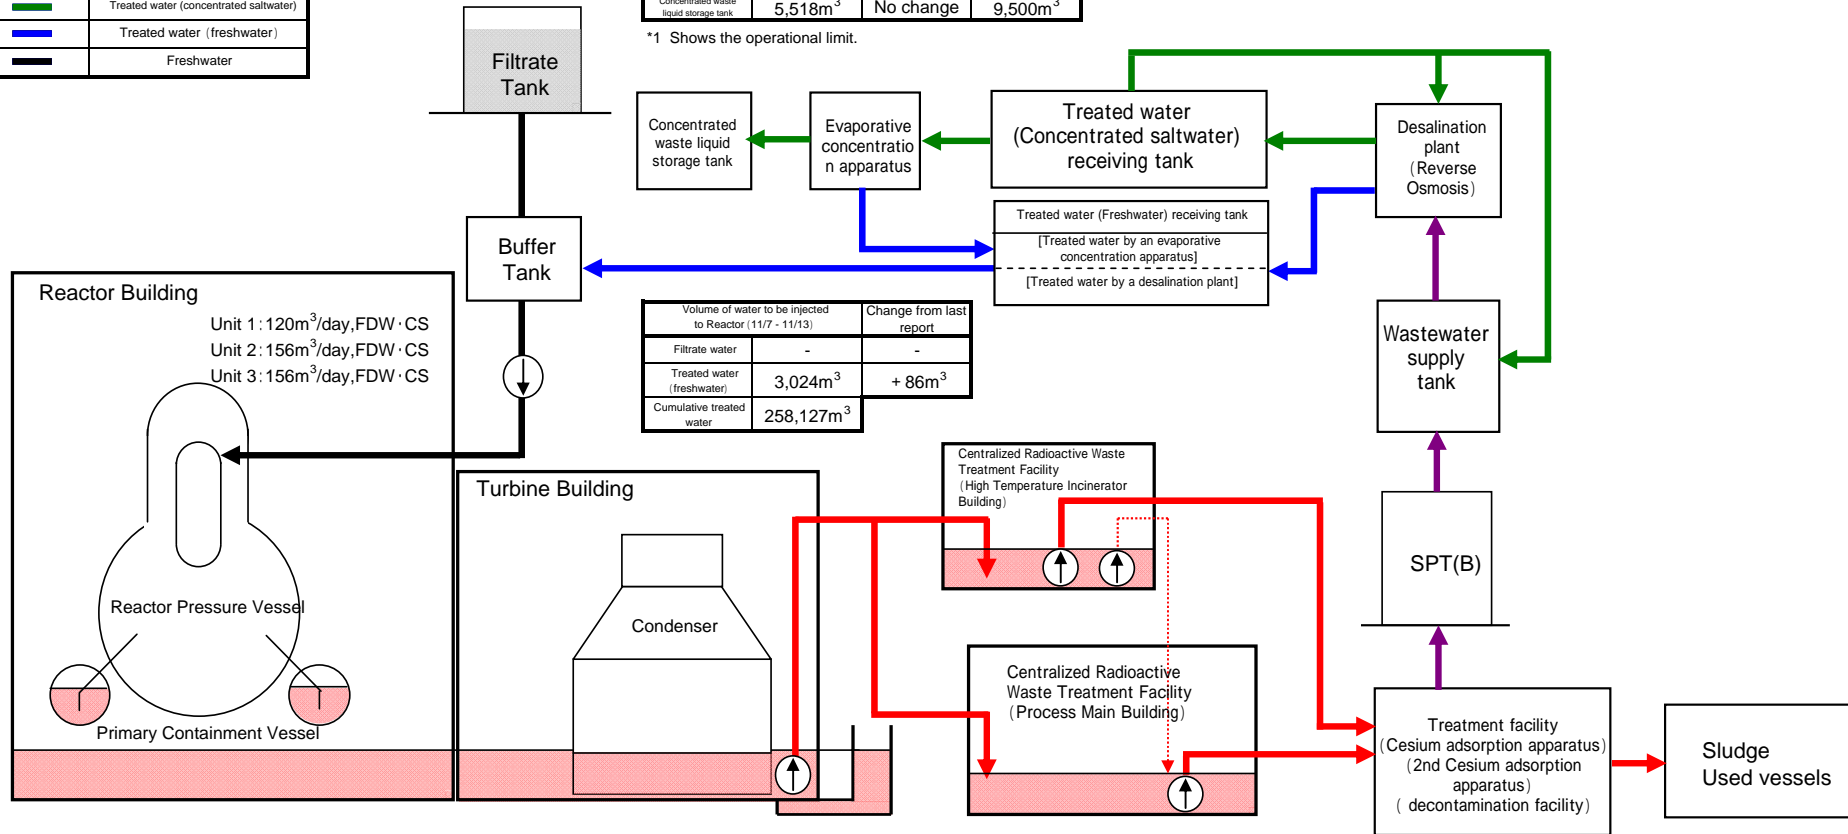 Treated water (concentrated saltwater)
Treated water (freshwater)
Freshwater
Concentrated waste
liquid storage tank
5,518m³
No change
9,500m³
*1 Shows the operational limit.
Filtrate
Tank
Concentrated
waste liquid
storage tank
Evaporative
concentratio
n apparatus
Treated water
(Concentrated saltwater)
receiving tank
Desalination
plant
(Reverse
Osmosis)
Treated water (Freshwater) receiving tank
[Treated water by an evaporative
concentration apparatus]
[Treated water by a desalination plant]
Buffer
Tank
Reactor Building
Unit 1:120m³/day,FDW・CS
Unit 2:156m³/day,FDW・CS
Unit 3:156m³/day,FDW・CS
Volume of water to be injected
to Reactor (11/7 - 11/13)
Change from last
report
Filtrate water
-
-
Treated water
(freshwater)
3,024m³
+ 86m³
Cumulative treated
water
258,127m³
Wastewater
supply
tank
Turbine Building
Centralized Radioactive Waste
Treatment Facility
(High Temperature Incinerator
Building)
SPT(B)
Reactor Pressure Vessel
Condenser
Primary Containment Vessel
Centralized Radioactive
Waste Treatment Facility
(Process Main Building)
Treatment facility
(Cesium adsorption apparatus)
(2nd Cesium adsorption
apparatus)
( decontamination facility)
Sludge
Used vessels